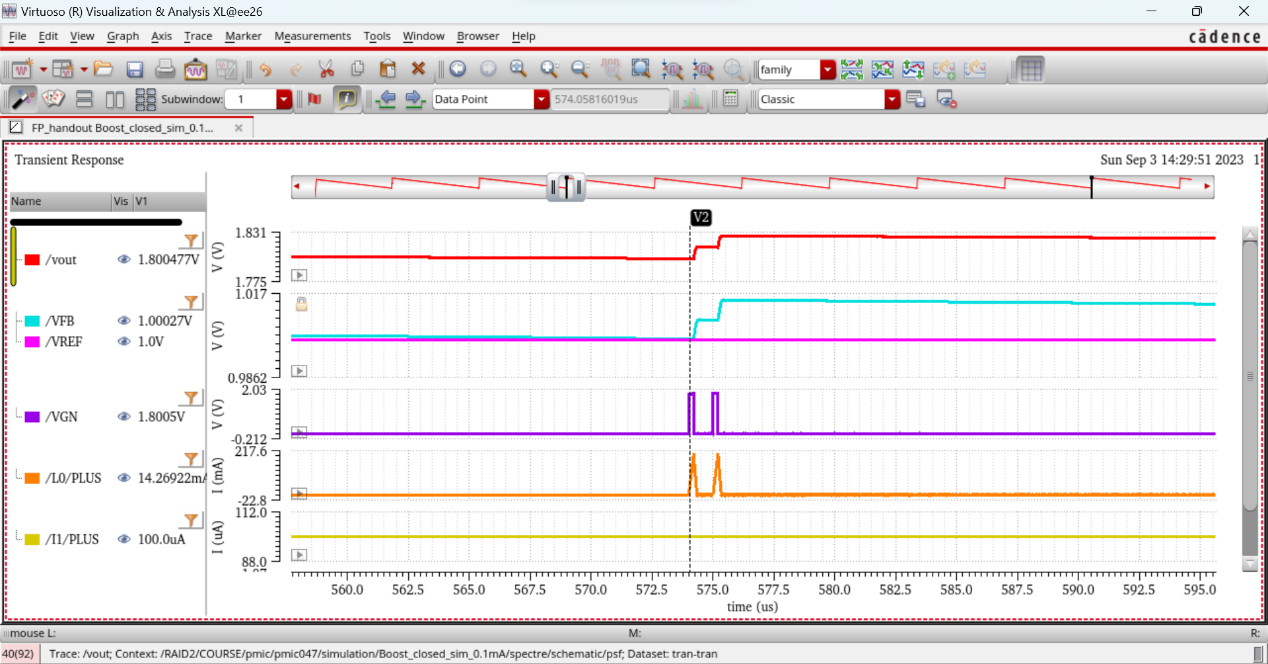 Virtuoso (R) Visualization & Analysis XL@ee26
File Edit View Graph Axis Trace Marker Measurements Tools Window Browser Help
cādence
family
Subwindow: 1 Data Point 574.05816019us Classic
FP_handout Boost_closed_sim_0.1...
Transient Response Sun Sep 3 14:29:51 2023 1
Name Vis V1
V2
/vout 1.800477V
/VFB 1.00027V
/VREF 1.0V
/VGN 1.8005V
/L0/PLUS 14.26922m
/I1/PLUS 100.0uA
1.831
V (V)
1.775
1.017
V (V)
0.9862
2.03
V (V)
-0.212
217.6
I (mA)
-22.8
112.0
I (uA)
88.0
560.0 562.5 565.0 567.5 570.0 572.5 575.0 577.5 580.0 582.5 585.0 587.5 590.0 592.5 595.0
time (us)
mouse L: M: R:
40(92) Trace: /vout; Context: /RAID2/COURSE/pmic/pmic047/simulation/Boost_closed_sim_0.1mA/spectre/schematic/psf; Dataset: tran-tran